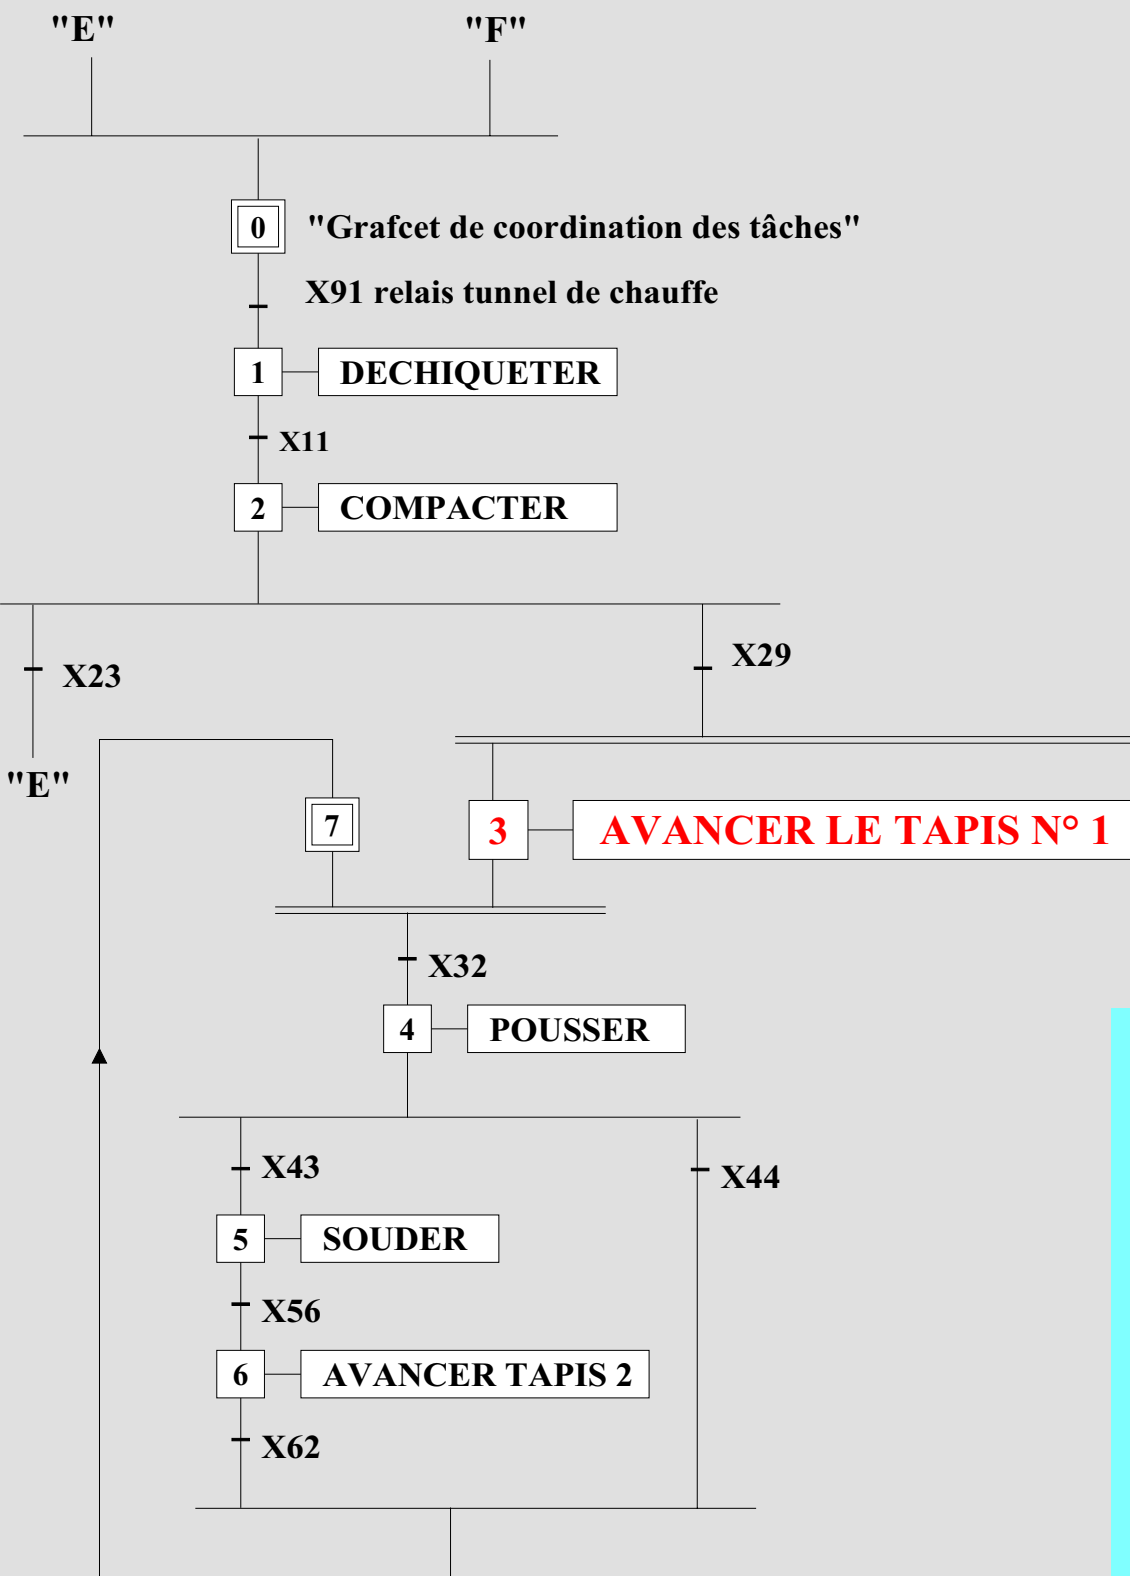 "E" "F"
0 "Grafcet de coordination des tâches"
X91 relais tunnel de chauffe
1 DECHIQUETER
X11
2 COMPACTER
X23 X29
"E"
7 3 AVANCER LE TAPIS N° 1
X32
4 POUSSER
X43 X44
5 SOUDER
X56
6 AVANCER TAPIS 2
X62